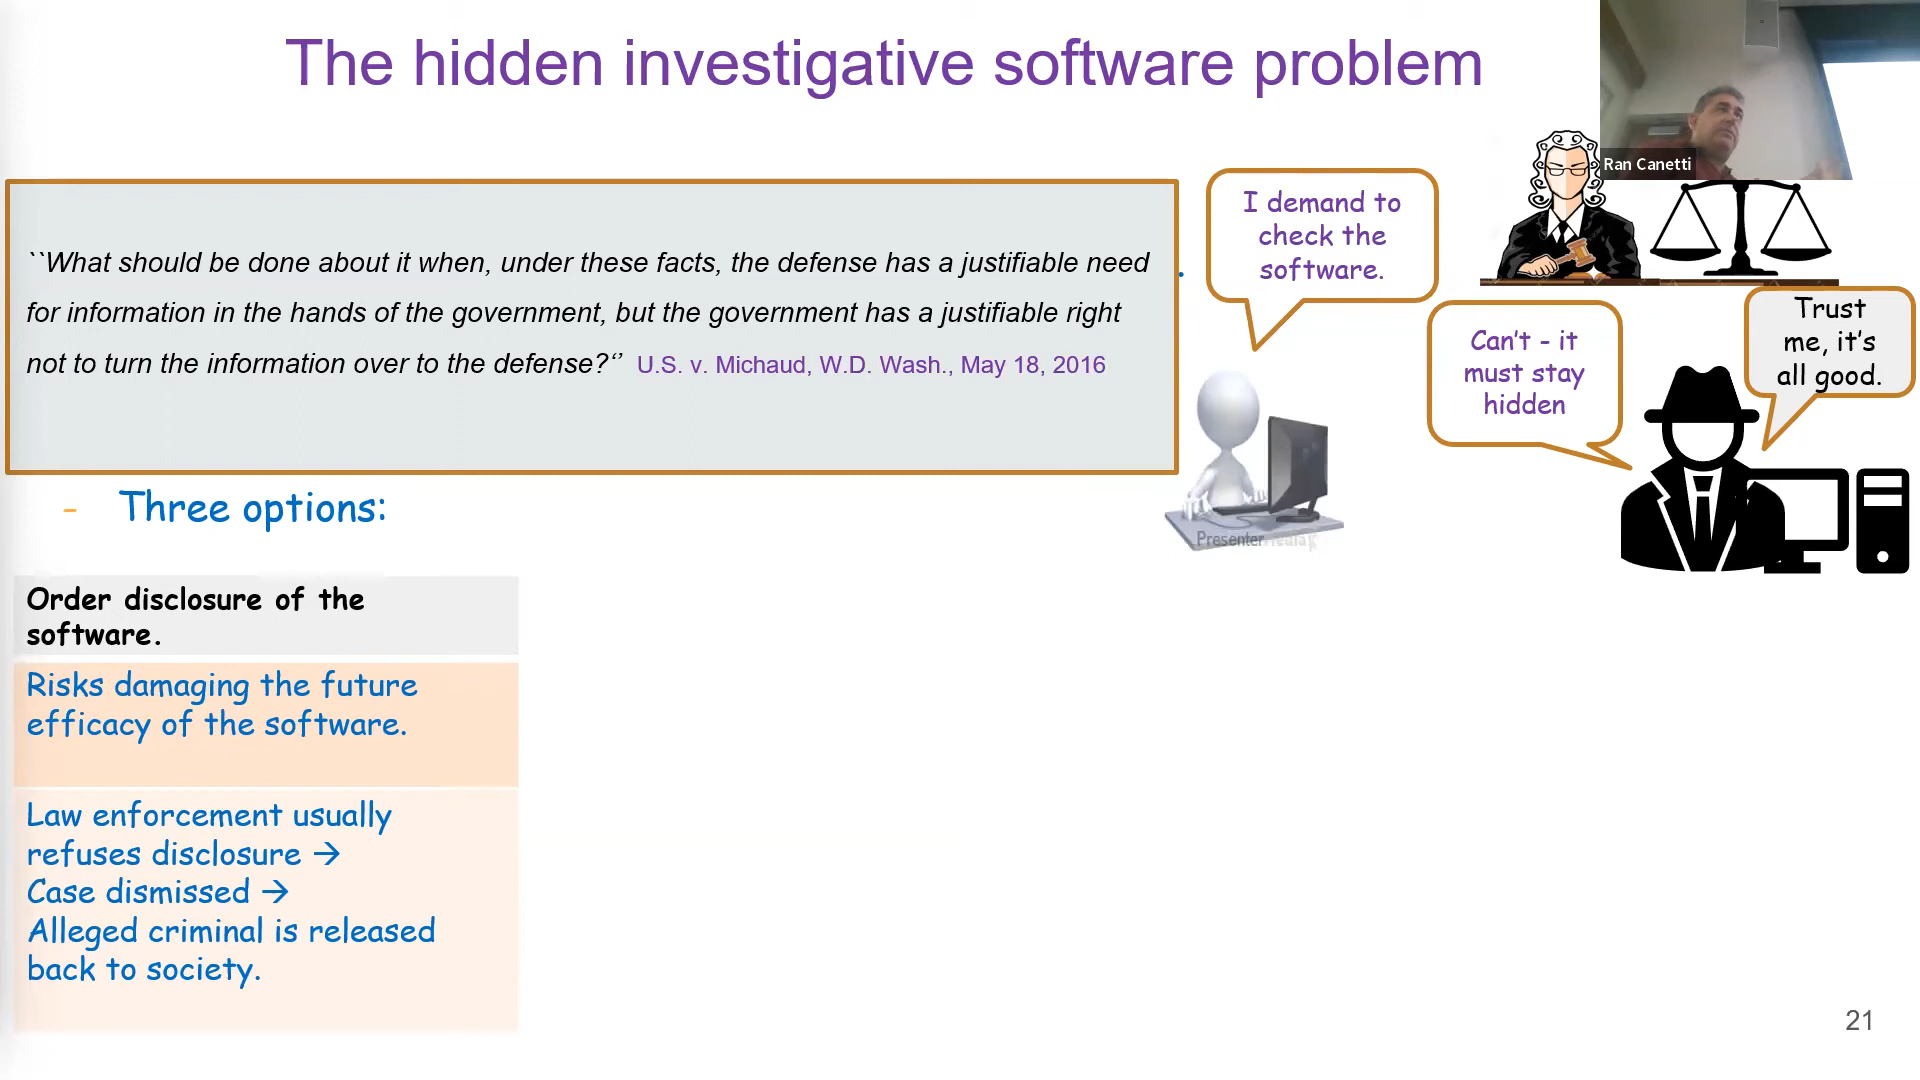 The hidden investigative software problem
Ran Canetti
``What should be done about it when, under these facts, the defense has a justifiable need
for information in the hands of the government, but the government has a justifiable right
not to turn the information over to the defense?‘’ U.S. v. Michaud, W.D. Wash., May 18, 2016
.
I demand to
check the
software.
Can’t - it
must stay
hidden
Trust
me, it’s
all good.
- Three options:
Order disclosure of the
software.
Risks damaging the future
efficacy of the software.
Law enforcement usually
refuses disclosure →
Case dismissed →
Alleged criminal is released
back to society.
21